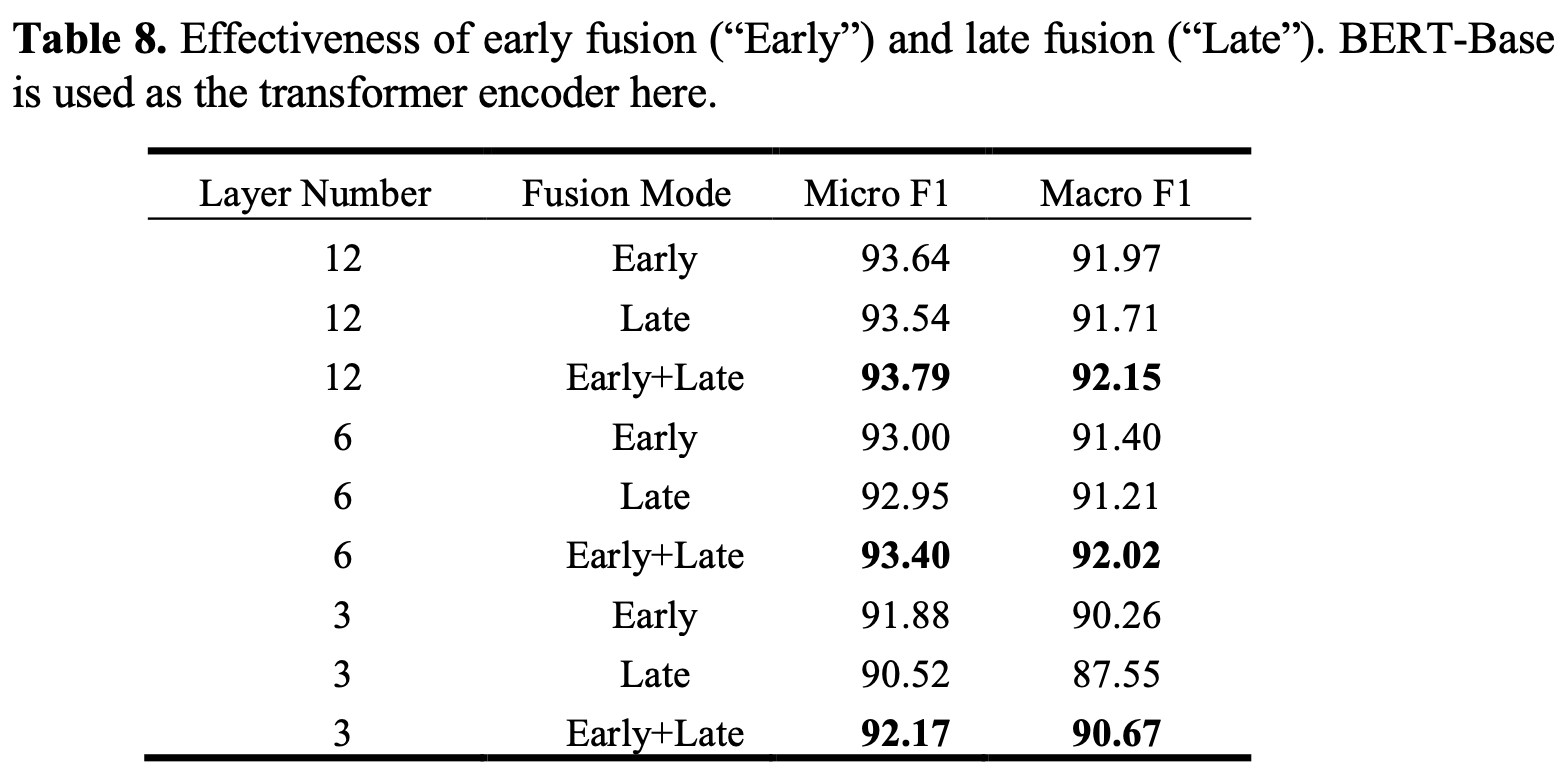 Table 8. Effectiveness of early fusion (“Early”) and late fusion (“Late”). BERT-Base
is used as the transformer encoder here.
Layer Number Fusion Mode Micro F1 Macro F1
12 Early 93.64 91.97
12 Late 93.54 91.71
12 Early+Late 93.79 92.15
6 Early 93.00 91.40
6 Late 92.95 91.21
6 Early+Late 93.40 92.02
3 Early 91.88 90.26
3 Late 90.52 87.55
3 Early+Late 92.17 90.67